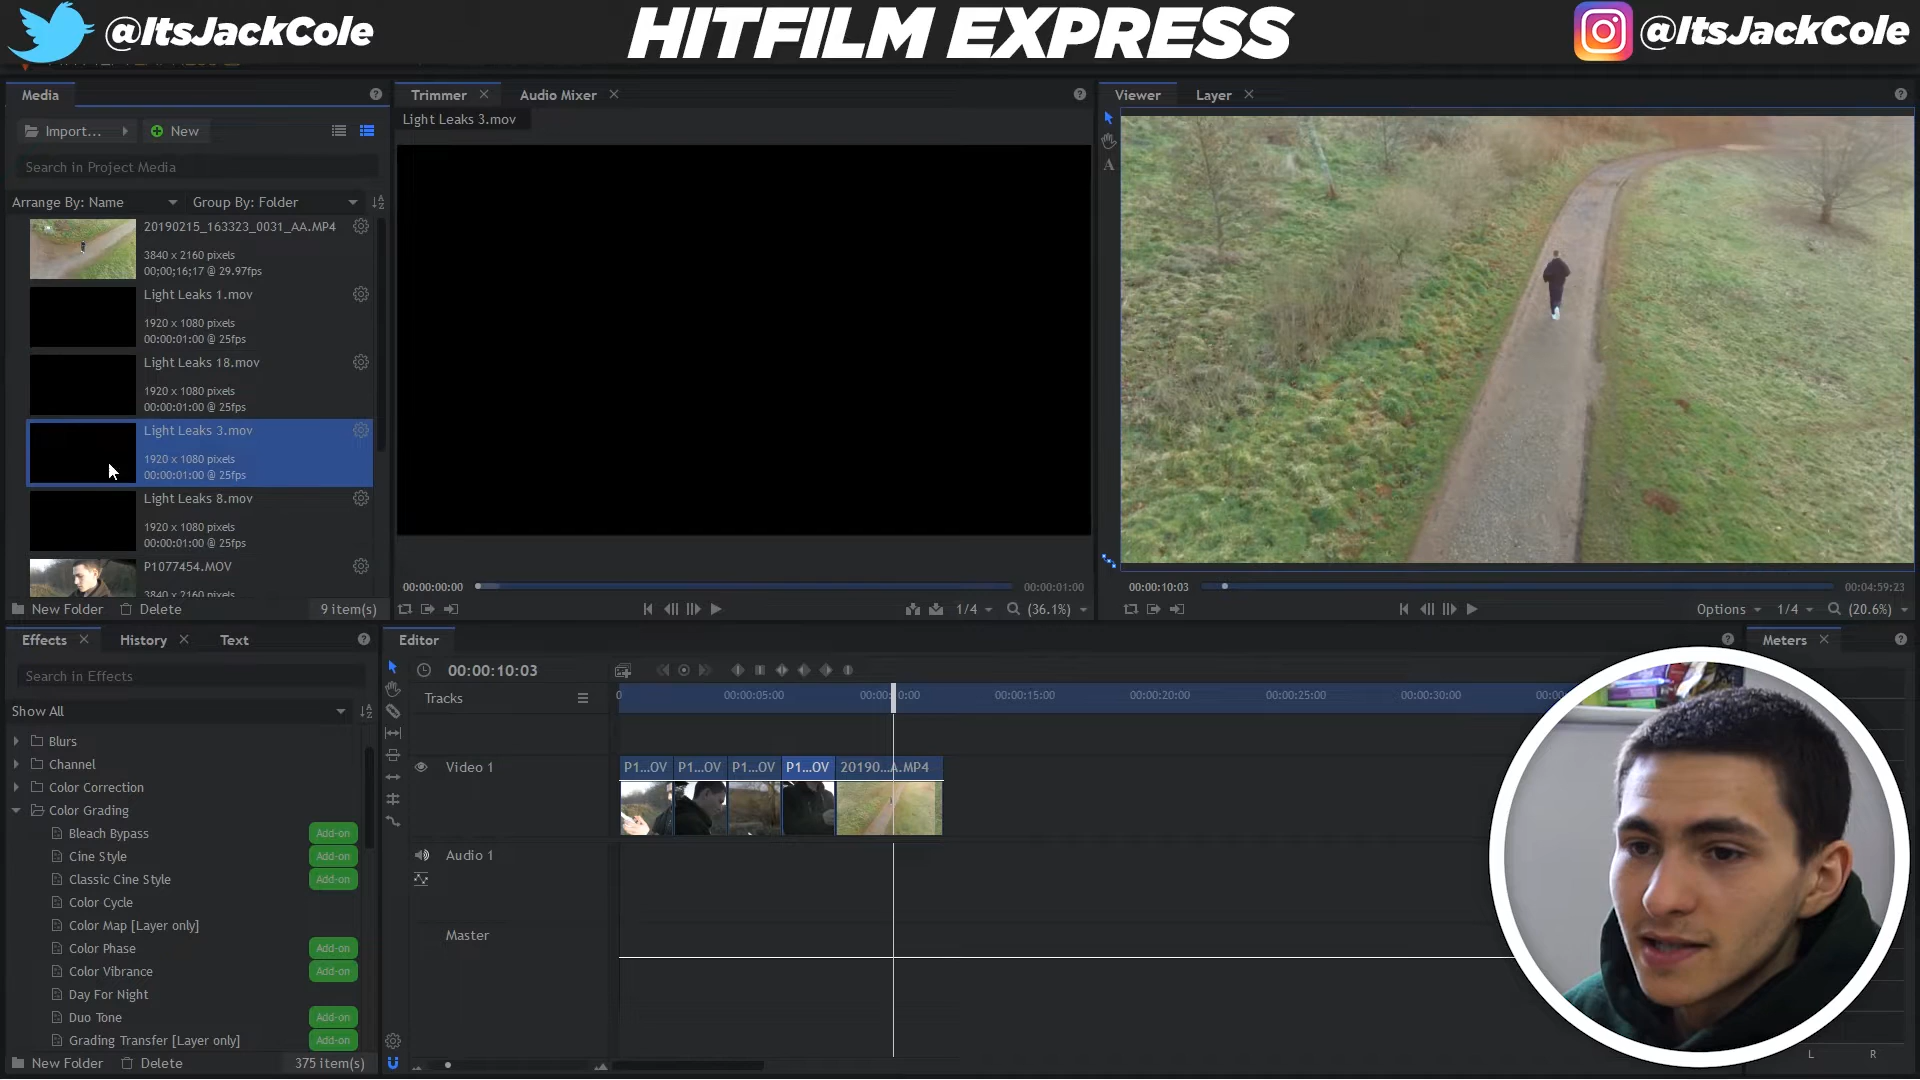 @ItsJackCole
HITFILM EXPRESS
@ItsJackCole
Media
Import...
New
Search in Project Media
Arrange By: Name
Group By: Folder
20190215_163323_0031_AA.MP4
3840 x 2160 pixels
00;00;16;17 @ 29.97fps
Light Leaks 1.mov
1920 x 1080 pixels
00:00:01:00 @ 25fps
Light Leaks 18.mov
1920 x 1080 pixels
00:00:01:00 @ 25fps
Light Leaks 3.mov
1920 x 1080 pixels
00:00:01:00 @ 25fps
Light Leaks 8.mov
1920 x 1080 pixels
00:00:01:00 @ 25fps
P1077454.MOV
3840 x 2160 pixels
New Folder
Delete
9 item(s)
Trimmer
Audio Mixer
Light Leaks 3.mov
00:00:00:00
00:00:01:00
1/4
(36.1%)
Viewer
Layer
A
00:00:10:03
00:04:59:23
Options
1/4
(20.6%)
Effects
History
Text
Search in Effects
Show All
Blurs
Channel
Color Correction
Color Grading
Bleach Bypass Add-on
Cine Style Add-on
Classic Cine Style Add-on
Color Cycle
Color Map [Layer only]
Color Phase Add-on
Color Vibrance Add-on
Day For Night
Duo Tone Add-on
Grading Transfer [Layer only] Add-on
New Folder
Delete
375 item(s)
Editor
00:00:10:03
Tracks
0
00:00:05:00
00:00:10:00
00:00:15:00
00:00:20:00
00:00:25:00
00:00:30:00
Video 1
P1...OV
P1...OV
P1...OV
P1...OV
20190...A.MP4
Audio 1
Master
Meters
L
R